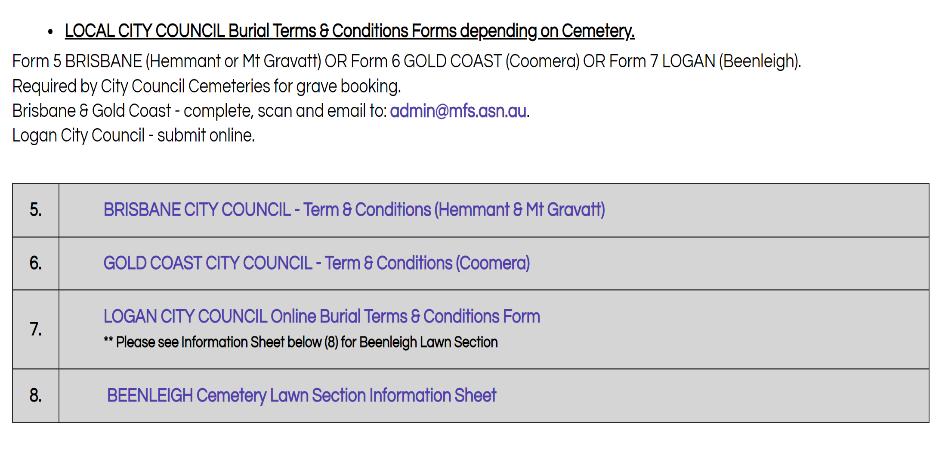 • LOCAL CITY COUNCIL Burial Terms & Conditions Forms depending on Cemetery.
Form 5 BRISBANE (Hemmant or Mt Gravatt) OR Form 6 GOLD COAST (Coomera) OR Form 7 LOGAN (Beenleigh).
Required by City Council Cemeteries for grave booking.
Brisbane & Gold Coast - complete, scan and email to: admin@mfs.asn.au.
Logan City Council - submit online.
5. BRISBANE CITY COUNCIL - Term & Conditions (Hemmant & Mt Gravatt)
6. GOLD COAST CITY COUNCIL - Term & Conditions (Coomera)
7. LOGAN CITY COUNCIL Online Burial Terms & Conditions Form
** Please see Information Sheet below (8) for Beenleigh Lawn Section
8. BEENLEIGH Cemetery Lawn Section Information Sheet